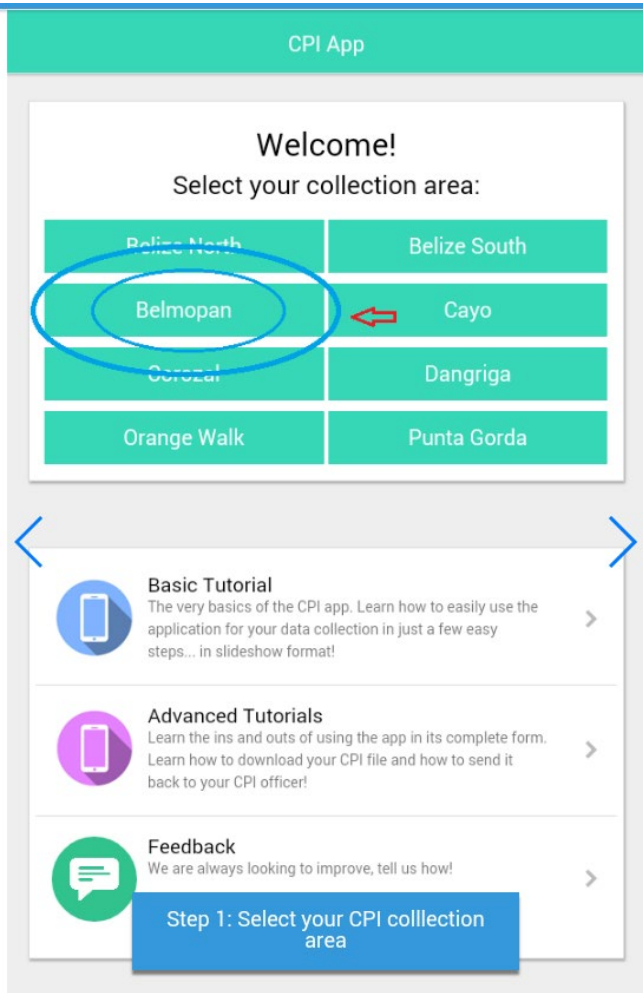 CPI App
Welcome!
Select your collection area:
Belize North
Belize South
Belmopan
Cayo
Corozal
Dangriga
Orange Walk
Punta Gorda
Basic Tutorial
The very basics of the CPI app. Learn how to easily use the
application for your data collection in just a few easy
steps... in slideshow format!
Advanced Tutorials
Learn the ins and outs of using the app in its complete form.
Learn how to download your CPI file and how to send it
back to your CPI officer!
Feedback
We are always looking to improve, tell us how!
Step 1: Select your CPI colllection
area